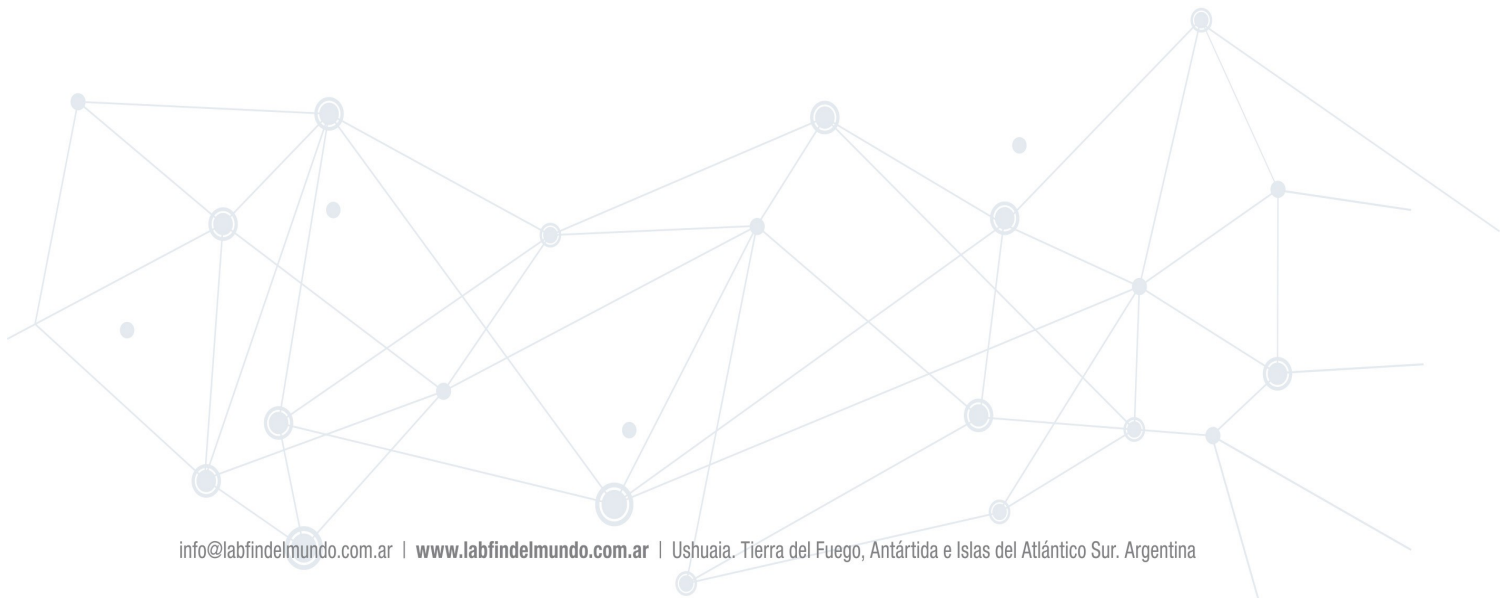 info@labfindelmundo.com.ar | www.labfindelmundo.com.ar | Ushuaia. Tierra del Fuego, Antártida e Islas del Atlántico Sur. Argentina